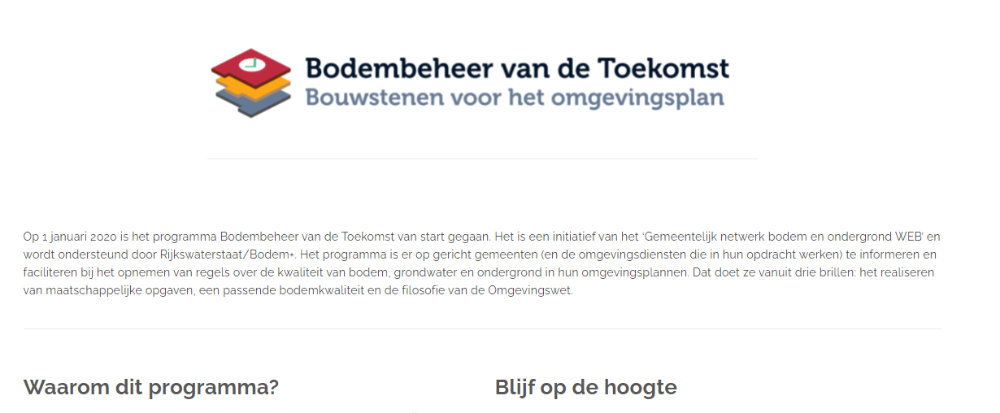 Bodembeheer van de Toekomst
Bouwstenen voor het omgevingsplan
Op 1 januari 2020 is het programma Bodembeheer van de Toekomst van start gegaan. Het is een initiatief van het ‘Gemeentelijk netwerk bodem en ondergrond WEB’ en
wordt ondersteund door Rijkswaterstaat/Bodem+. Het programma is er op gericht gemeenten (en de omgevingsdiensten die in hun opdracht werken) te informeren en
faciliteren bij het opnemen van regels over de kwaliteit van bodem, grondwater en ondergrond in hun omgevingsplannen. Dat doet ze vanuit drie brillen: het realiseren
van maatschappelijke opgaven, een passende bodemkwaliteit en de filosofie van de Omgevingswet.
Waarom dit programma?
Blijf op de hoogte